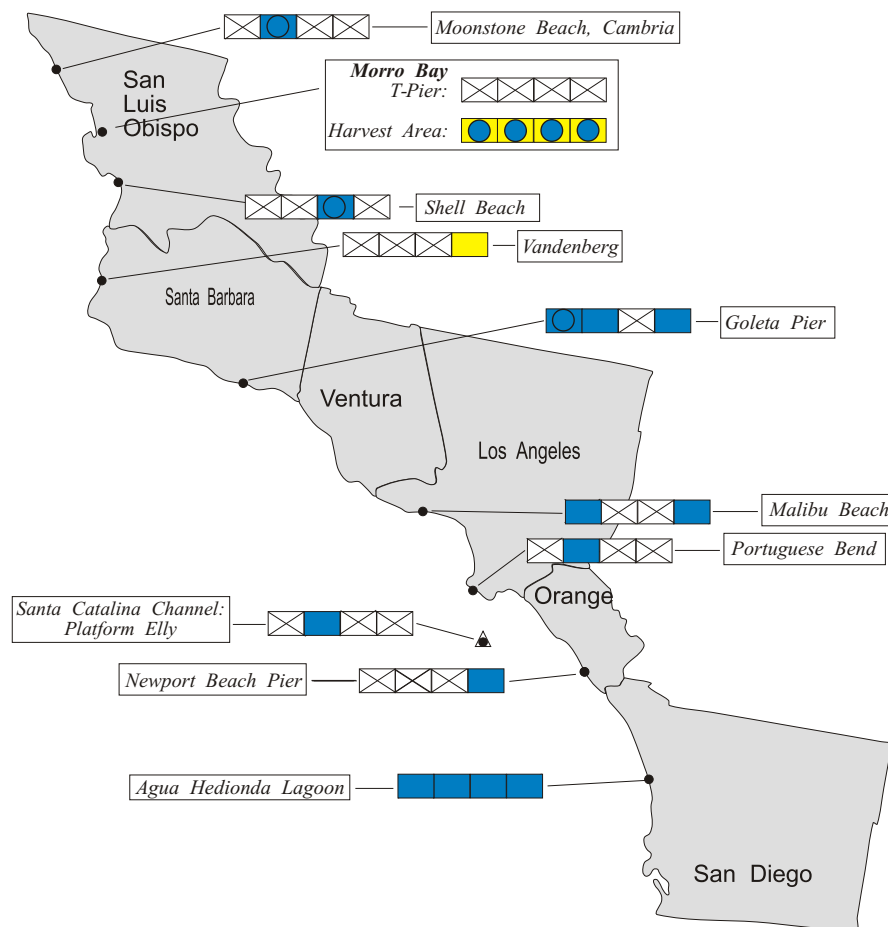 Moonstone Beach, Cambria
San
Luis
Obispo
Morro Bay
T-Pier:
Harvest Area:
Shell Beach
Vandenberg
Santa Barbara
Goleta Pier
Ventura
Los Angeles
Malibu Beach
Portuguese Bend
Orange
Santa Catalina Channel:
Platform Elly
Newport Beach Pier
Agua Hedionda Lagoon
San Diego